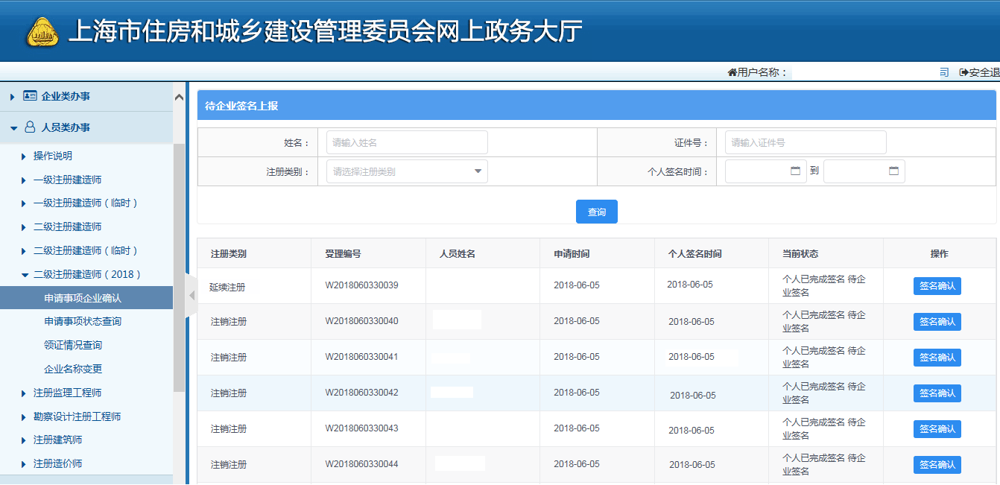 上海市住房和城乡建设管理委员会网上政务大厅
用户名称：
司 安全退
企业类办事
人员类办事
操作说明
一级注册建造师
一级注册建造师（临时）
二级注册建造师
二级注册建造师（临时）
二级注册建造师（2018）
申请事项企业确认
申请事项状态查询
领证情况查询
企业名称变更
注册监理工程师
勘察设计注册工程师
注册建筑师
注册造价师
待企业签名上报
姓名： 请输入姓名 证件号： 请输入证件号
注册类别： 请选择注册类别 个人签名时间： 到
查询
注册类别 受理编号 人员姓名 申请时间 个人签名时间 当前状态 操作
延续注册 W2018060330039 2018-06-05 2018-06-05 个人已完成签名 待企
业签名 签名确认
注销注册 W2018060330040 2018-06-05 2018-06-05 个人已完成签名 待企
业签名 签名确认
注销注册 W2018060330041 2018-06-05 2018-06-05 个人已完成签名 待企
业签名 签名确认
注销注册 W2018060330042 2018-06-05 2018-06-05 个人已完成签名 待企
业签名 签名确认
注销注册 W2018060330043 2018-06-05 2018-06-05 个人已完成签名 待企
业签名 签名确认
注销注册 W2018060330044 2018-06-05 2018-06-05 个人已完成签名 待企
业签名 签名确认